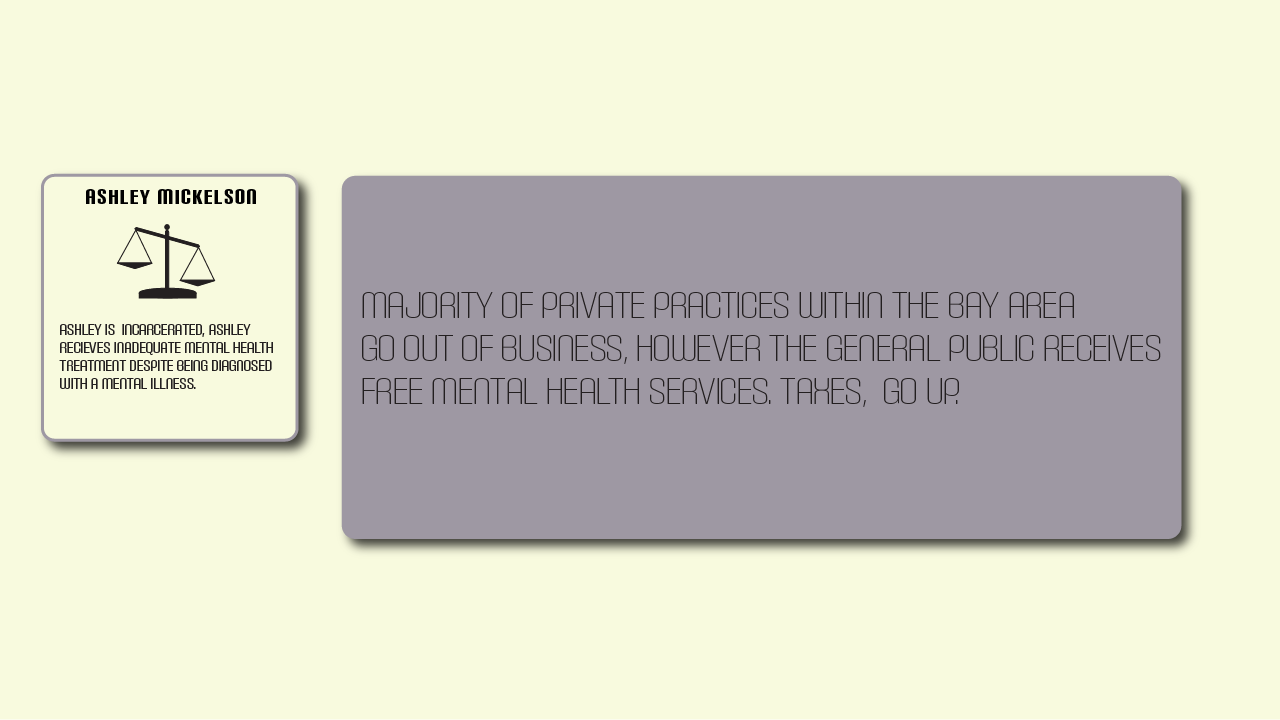 ASHLEY MICKELSON
ASHLEY IS INCARCERATED, ASHLEY
RECIEVES INADEQUATE MENTAL HEALTH
TREATMENT DESPITE BEING DIAGNOSED
WITH A MENTAL ILLNESS.
MAJORITY OF PRIVATE PRACTICES WITHIN THE BAY AREA
GO OUT OF BUSINESS, HOWEVER THE GENERAL PUBLIC RECEIVES
FREE MENTAL HEALTH SERVICES. TAXES, GO UP.